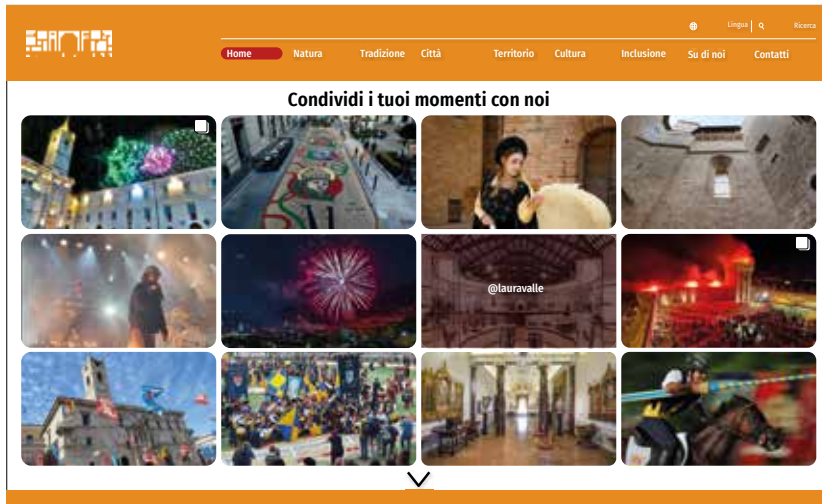 Lingua
Ricerca
Home
Natura
Tradizione
Città
Territorio
Cultura
Inclusione
Su di noi
Contatti
Condividi i tuoi momenti con noi
@lauravalle